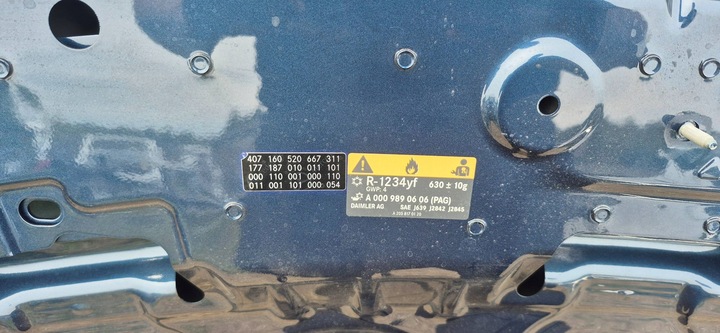 407 160 520 667 311
177 187 010 011 101
000 110 001 000 110
011 001 101 000 054
R-1234yf 630 ± 10g
GWP: 4
A 000 989 06 06 (PAG)
DAIMLER AG SAE J639 J2842 J2845